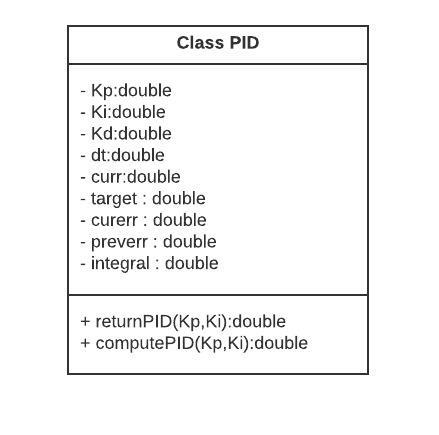 Class PID
- Kp:double
- Ki:double
- Kd:double
- dt:double
- curr:double
- target : double
- curerr : double
- preverr : double
- integral : double
+ returnPID(Kp,Ki):double
+ computePID(Kp,Ki):double